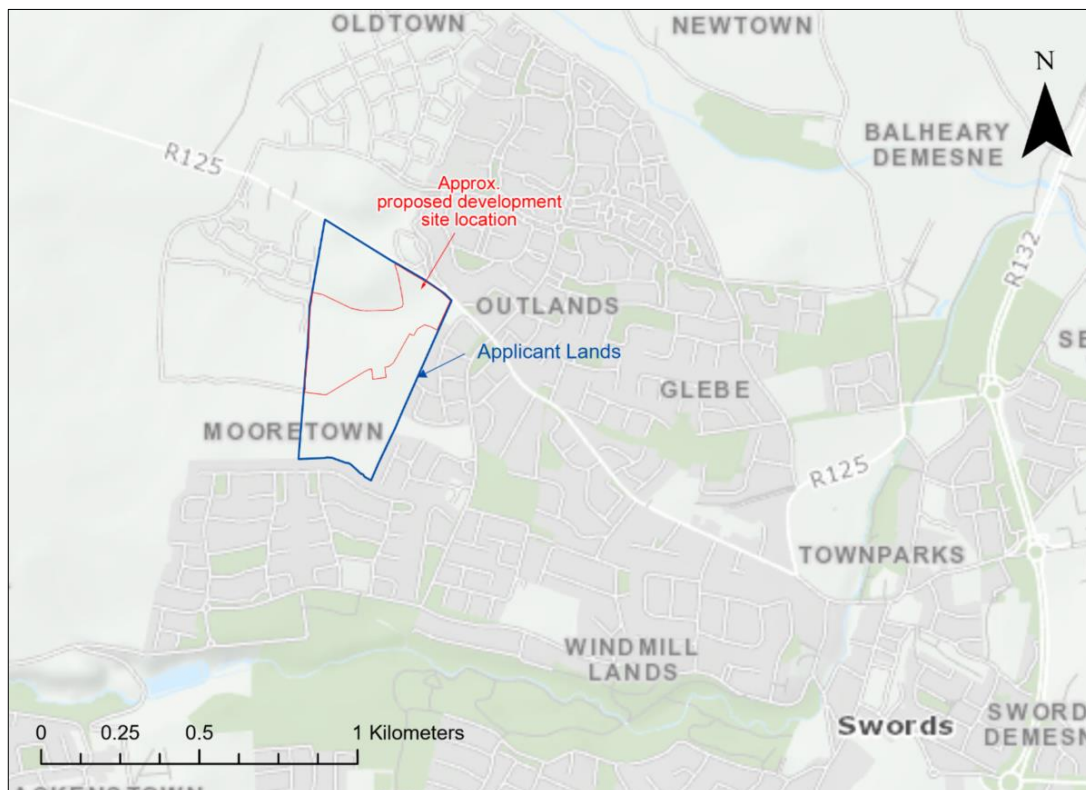 OLDTOWN
NEWTOWN
N
BALHEARY
DEMESNE
R125
Approx.
proposed development
site location
R132
OUTLANDS
Applicant Lands
GLEBE
MOORETOWN
R125
TOWNPARKS
WINDMILL
LANDS
Swords
SWORD
DEMESN
0 0.25 0.5 1 Kilometers